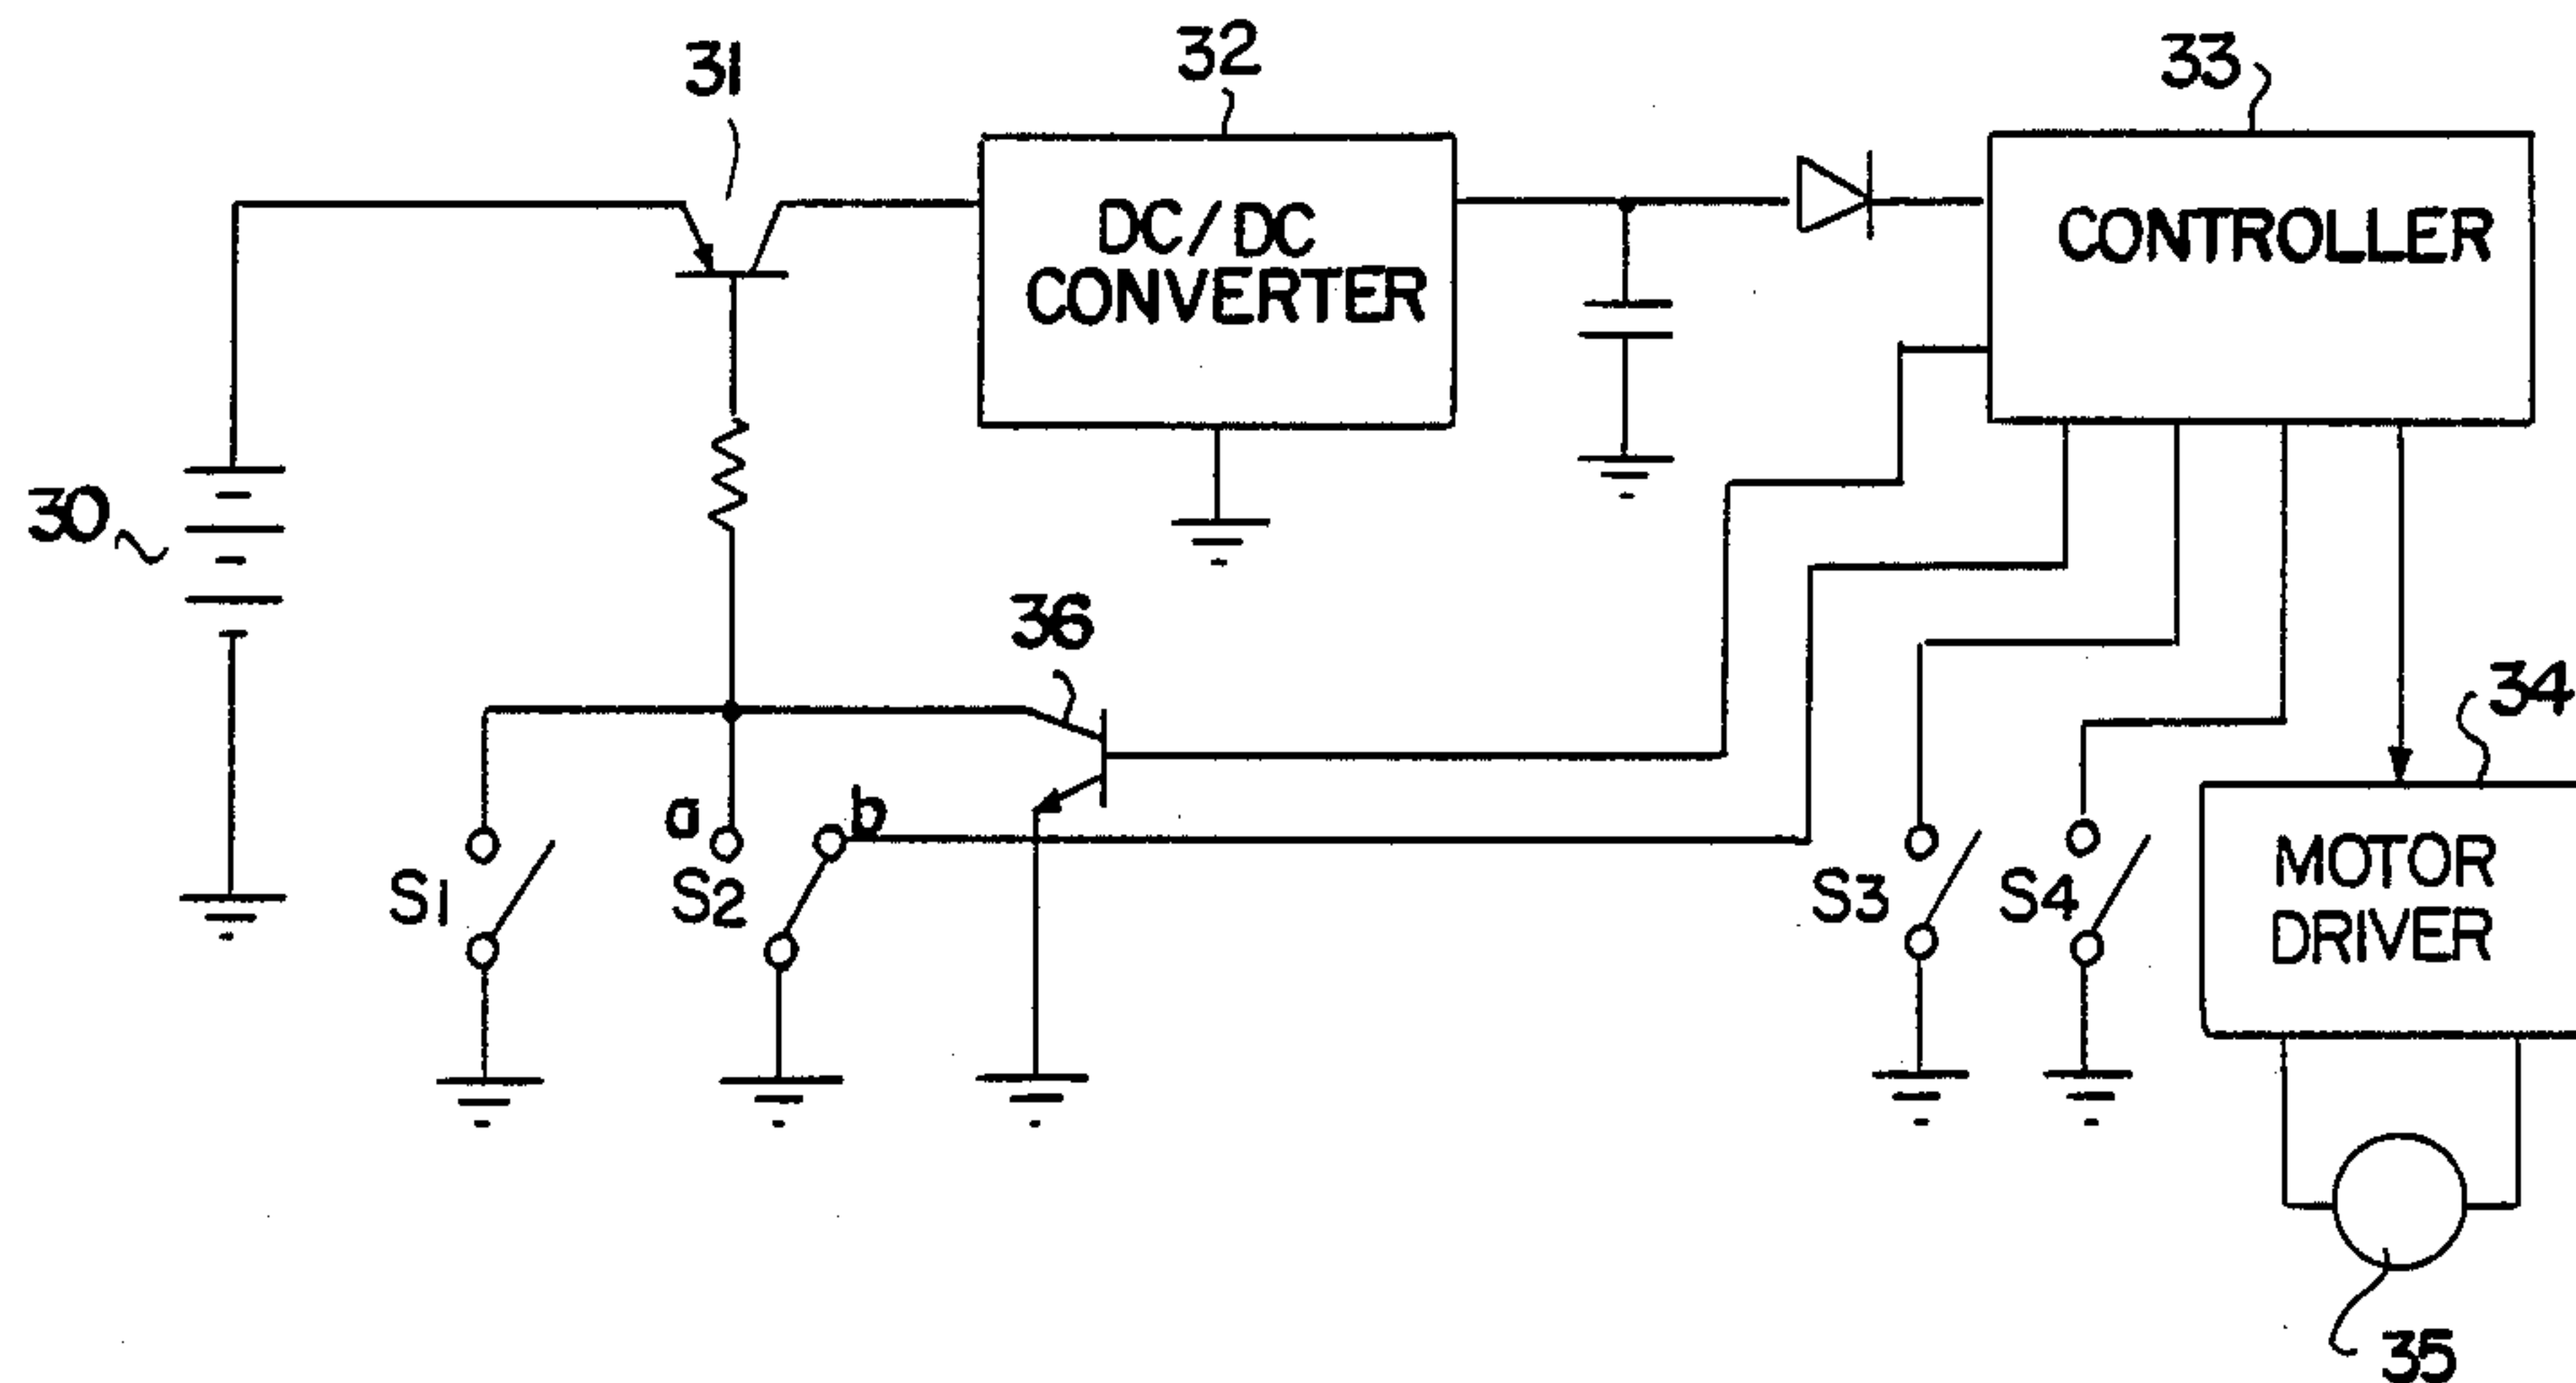 31
32
33
DC/DC
CONVERTER
CONTROLLER
30
36
34
a
b
S1
S2
S3
S4
MOTOR
DRIVER
35